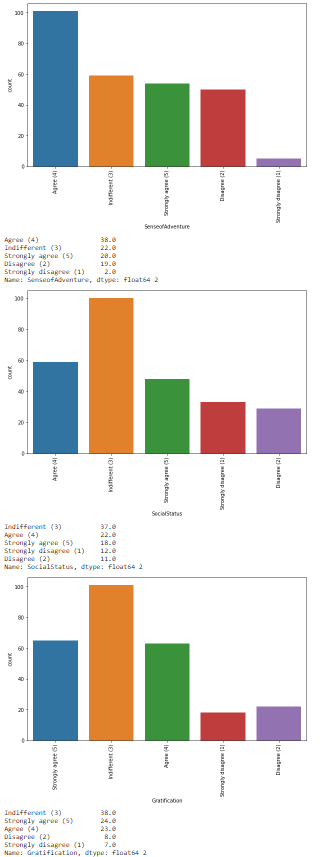 100
80
60
40
20
0
count
Agree (4)
Indifferent (3)
Strongly agree (5)
Disagree (2)
Strongly disagree (1)
SenseofAdventure
Agree (4) 38.0
Indifferent (3) 22.0
Strongly agree (5) 20.0
Disagree (2) 19.0
Strongly disagree (1) 2.0
Name: SenseofAdventure, dtype: float64 2
100
80
60
40
20
0
count
Agree (4)
Indifferent (3)
Strongly agree (5)
Strongly disagree (1)
Disagree (2)
SocialStatus
Indifferent (3) 37.0
Agree (4) 22.0
Strongly agree (5) 18.0
Strongly disagree (1) 12.0
Disagree (2) 11.0
Name: SocialStatus, dtype: float64 2
100
80
60
40
20
0
count
Strongly agree (5)
Indifferent (3)
Agree (4)
Strongly disagree (1)
Disagree (2)
Gratification
Indifferent (3) 38.0
Strongly agree (5) 24.0
Agree (4) 23.0
Disagree (2) 8.0
Strongly disagree (1) 7.0
Name: Gratification, dtype: float64 2